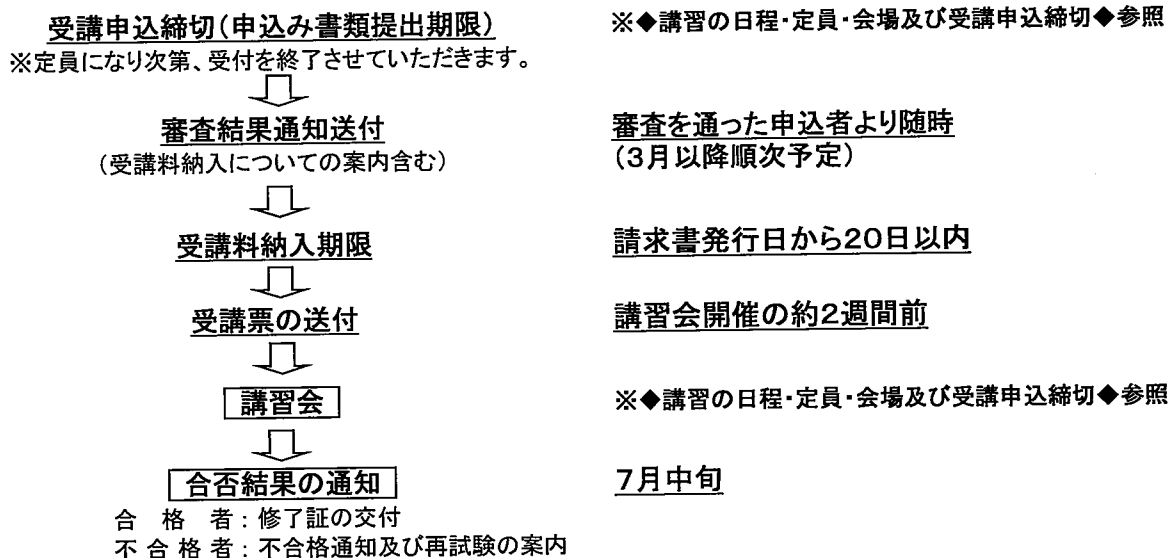 受講申込締切(申込み書類提出期限)
※◆講習の日程・定員・会場及び受講申込締切◆参照
※定員になり次第、受付を終了させていただきます。
審査結果通知送付
審査を通った申込者より随時
(受講料納入についての案内含む)
(3月以降順次予定)
受講料納入期限
請求書発行日から20日以内
受講票の送付
講習会開催の約2週間前
講習会
※◆講習の日程・定員・会場及び受講申込締切◆参照
合否結果の通知
7月中旬
合 格 者:修了証の交付
不 合 格 者:不合格通知及び再試験の案内